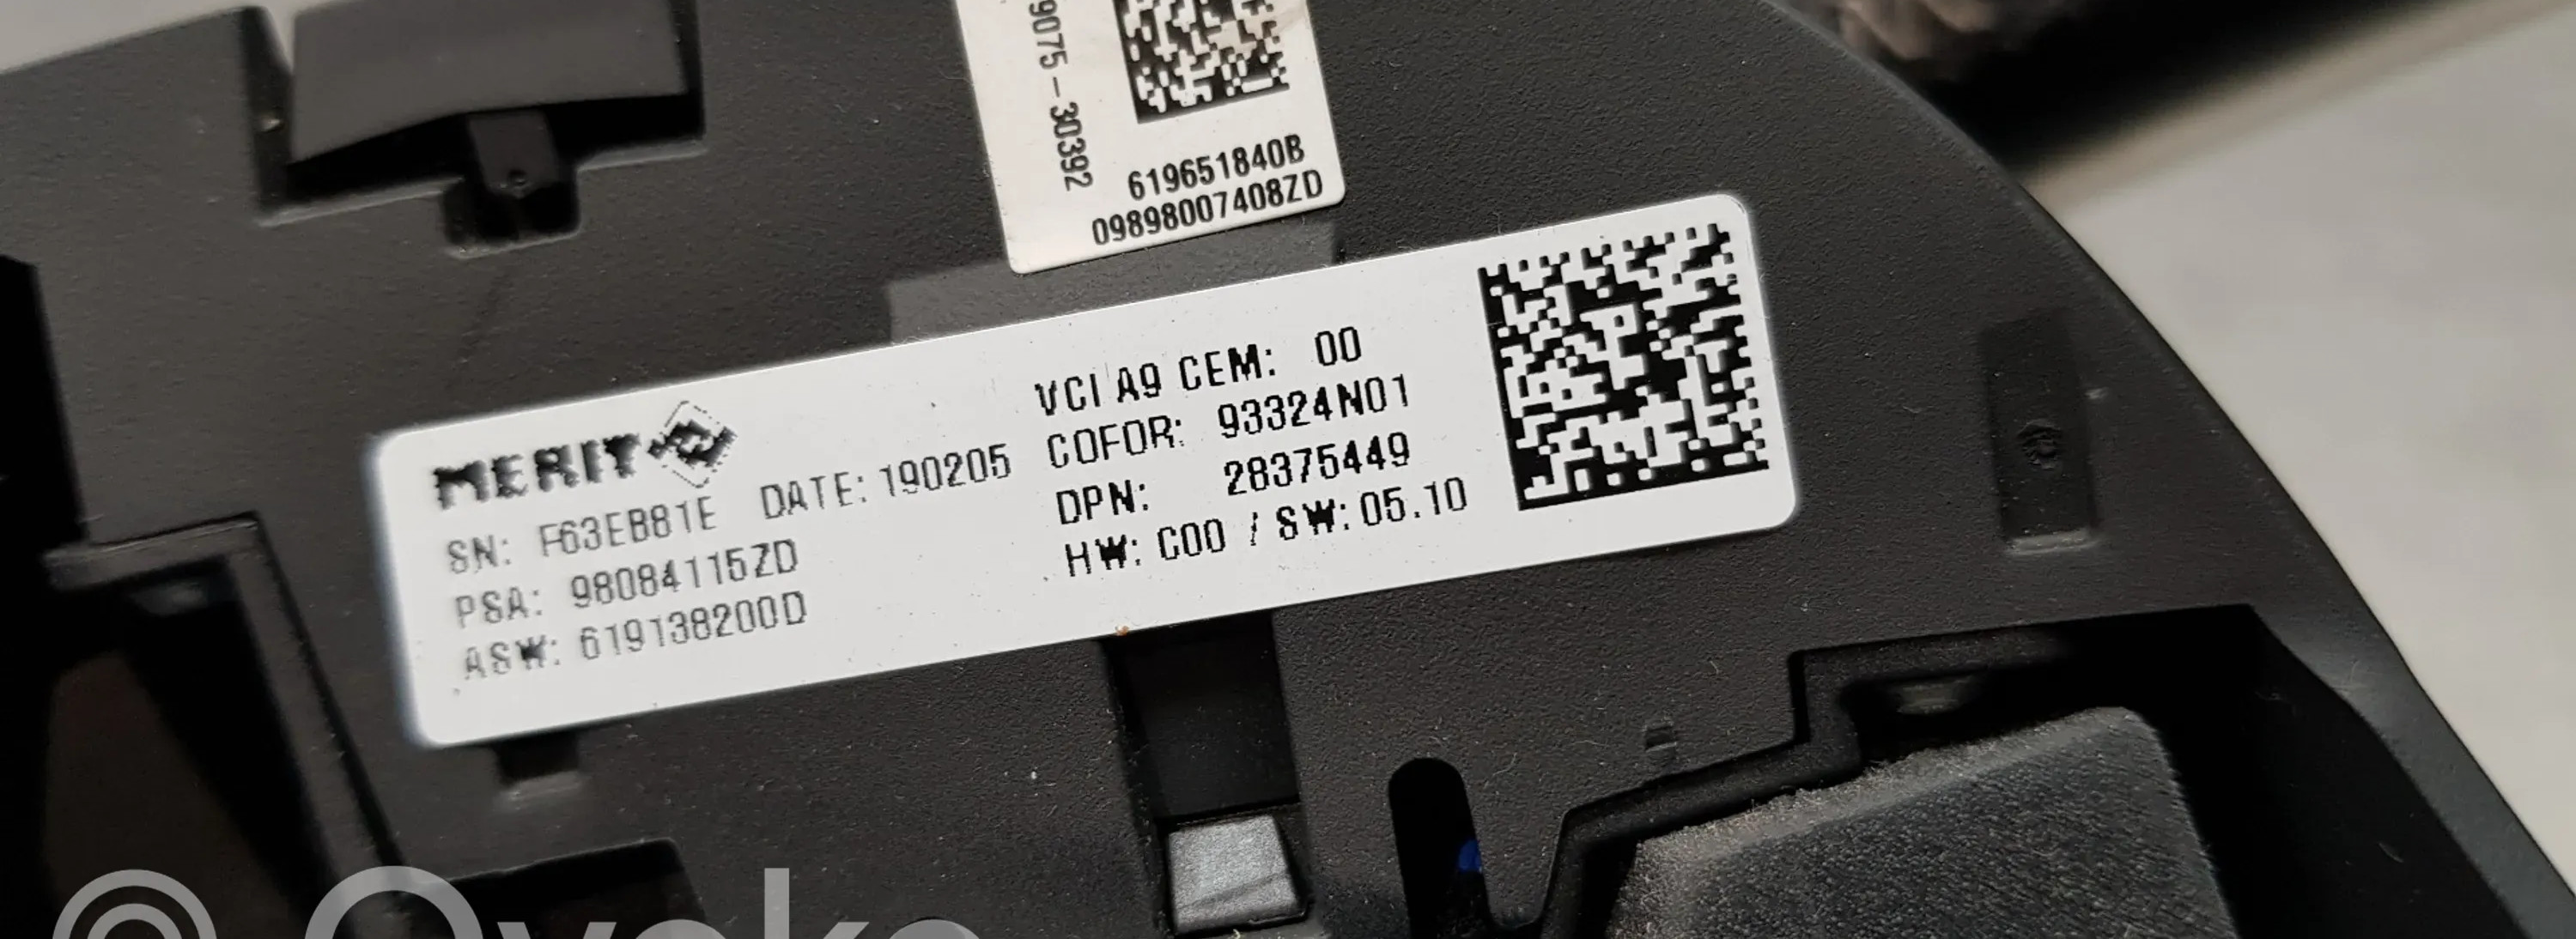 9075-30392
619651840B
09898007408ZD
MERIT
SN: F63EB81E DATE: 190205
PSA: 98084115ZD
ASW: 619138200D
VCI A9 CEM: 00
COFOR: 93324N01
DPN: 28375449
HW: C00 / SW: 05.10